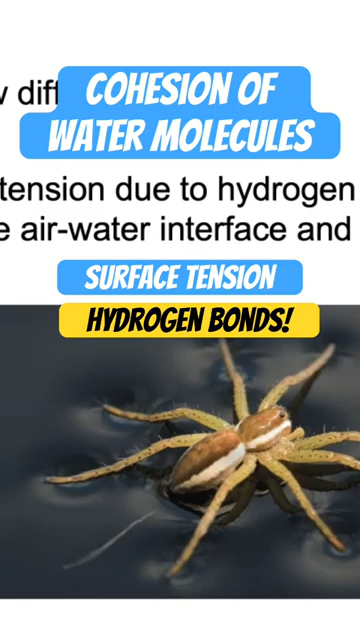 COHESION OF
WATER MOLECULES
tension due to hydrogen
air-water interface and
SURFACE TENSION
HYDROGEN BONDS!